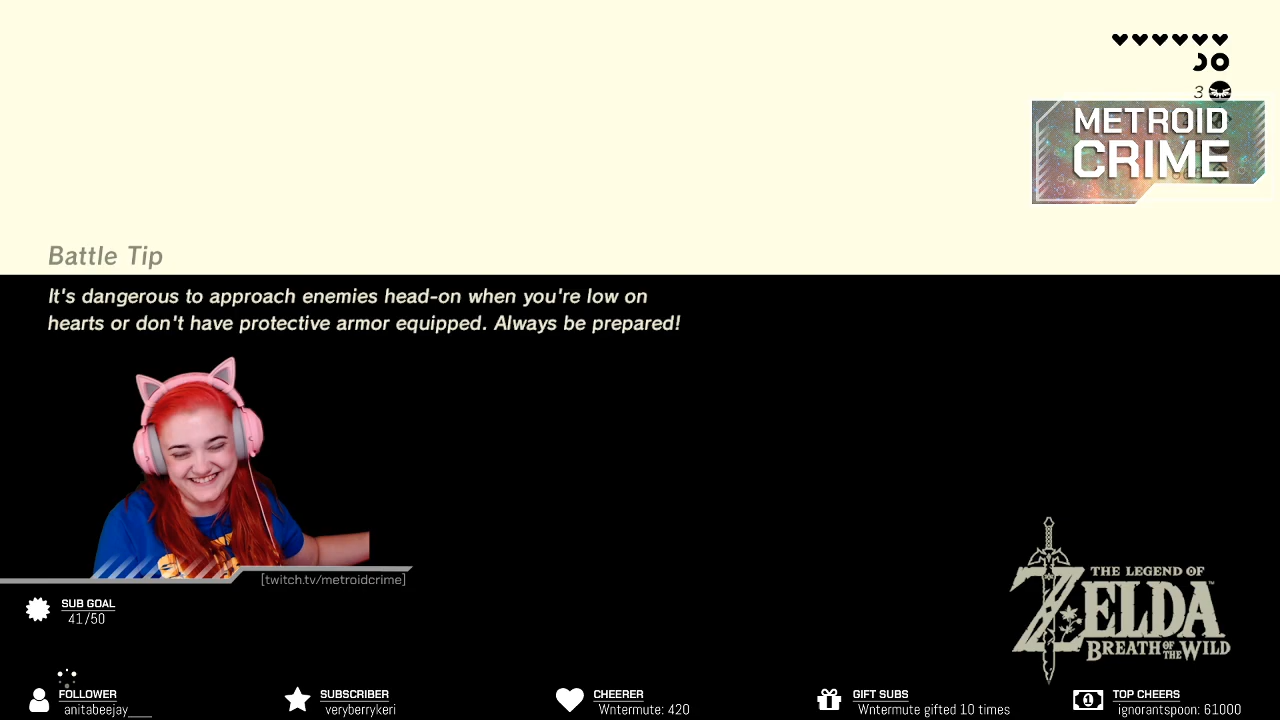 3
METROID
CRIME
Battle Tip
It's dangerous to approach enemies head-on when you're low on
hearts or don't have protective armor equipped. Always be prepared!
[twitch.tv/metroidcrime]
SUB GOAL
41/50
THE LEGEND OF
ZELDA
BREATH OF THE WILD
FOLLOWER
anitabeejay___
SUBSCRIBER
veryberrykeri
CHEERER
Wntermute: 420
GIFT SUBS
Wntermute gifted 10 times
TOP CHEERS
ignorantspoon: 61000